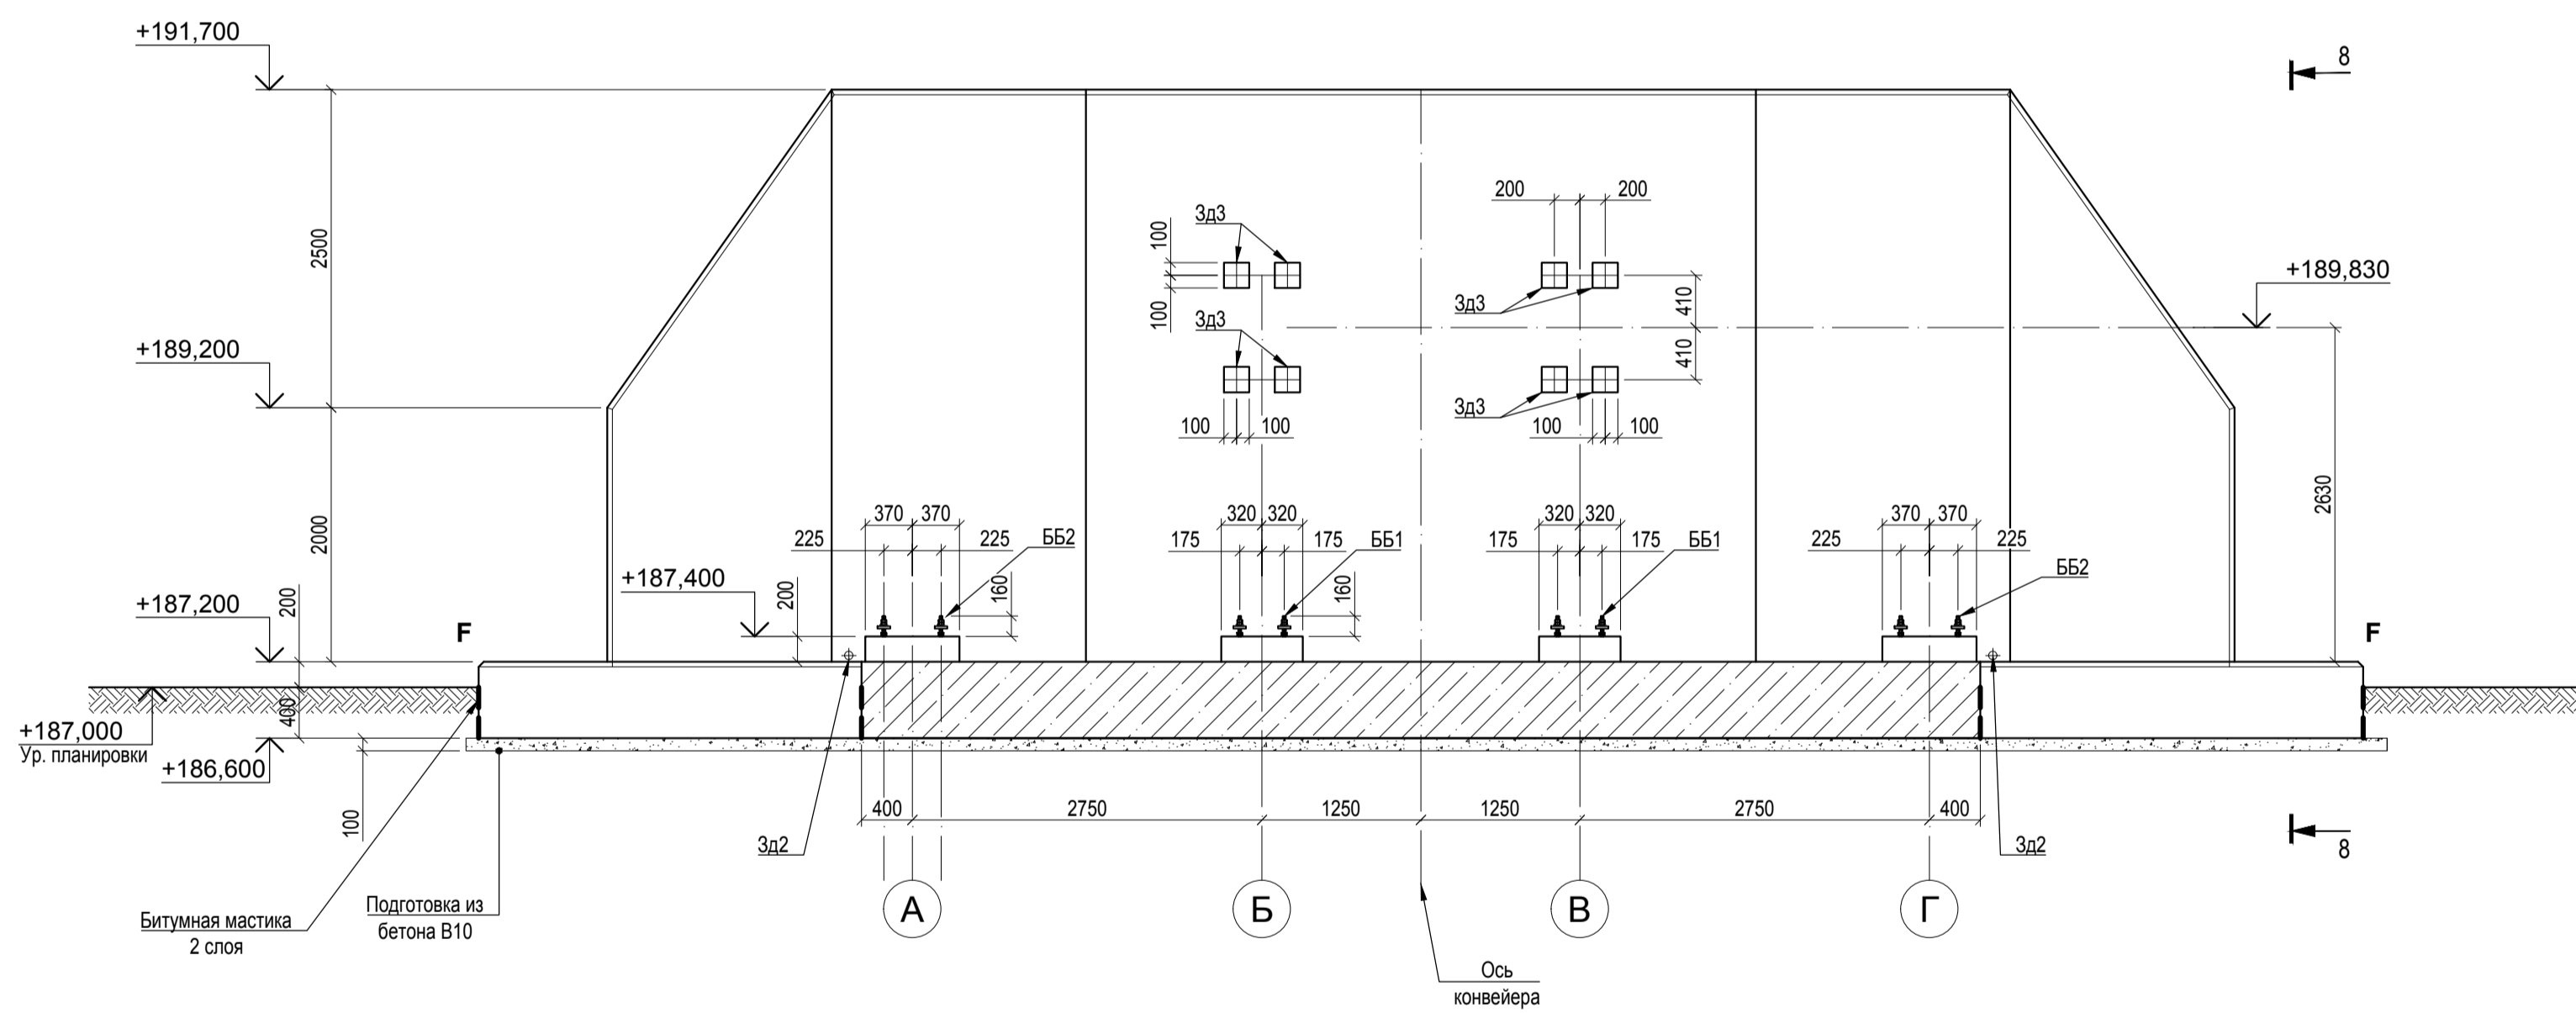 +191,700
8
200 200
Зд3
100
100
2500
+189,830
Зд3
Зд3
410
410
+189,200
Зд3
100 100
100 100
2630
2000
370 370
320 320
320 320
370 370
225 225
ББ2
175 175
ББ1
175 175
ББ1
225 225
ББ2
+187,400
200
160
160
+187,200
200
F
F
400
+187,000
Ур. планировки
+186,600
100
400 2750 1250 1250 2750 400
Зд2
Зд2
8
Битумная мастика
2 слоя
Подготовка из
бетона В10
А
Б
В
Г
Ось
конвейера